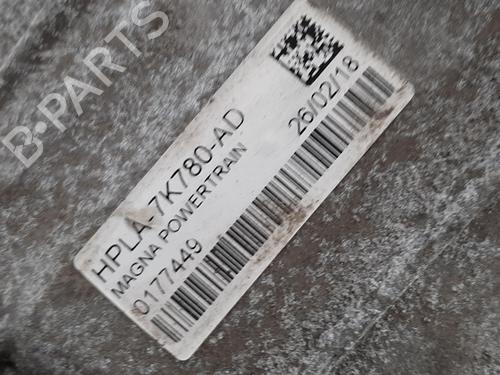 B-PARTS
HPLA-7K780-AD
26/02/18
MAGNA POWERTRAIN
0177449